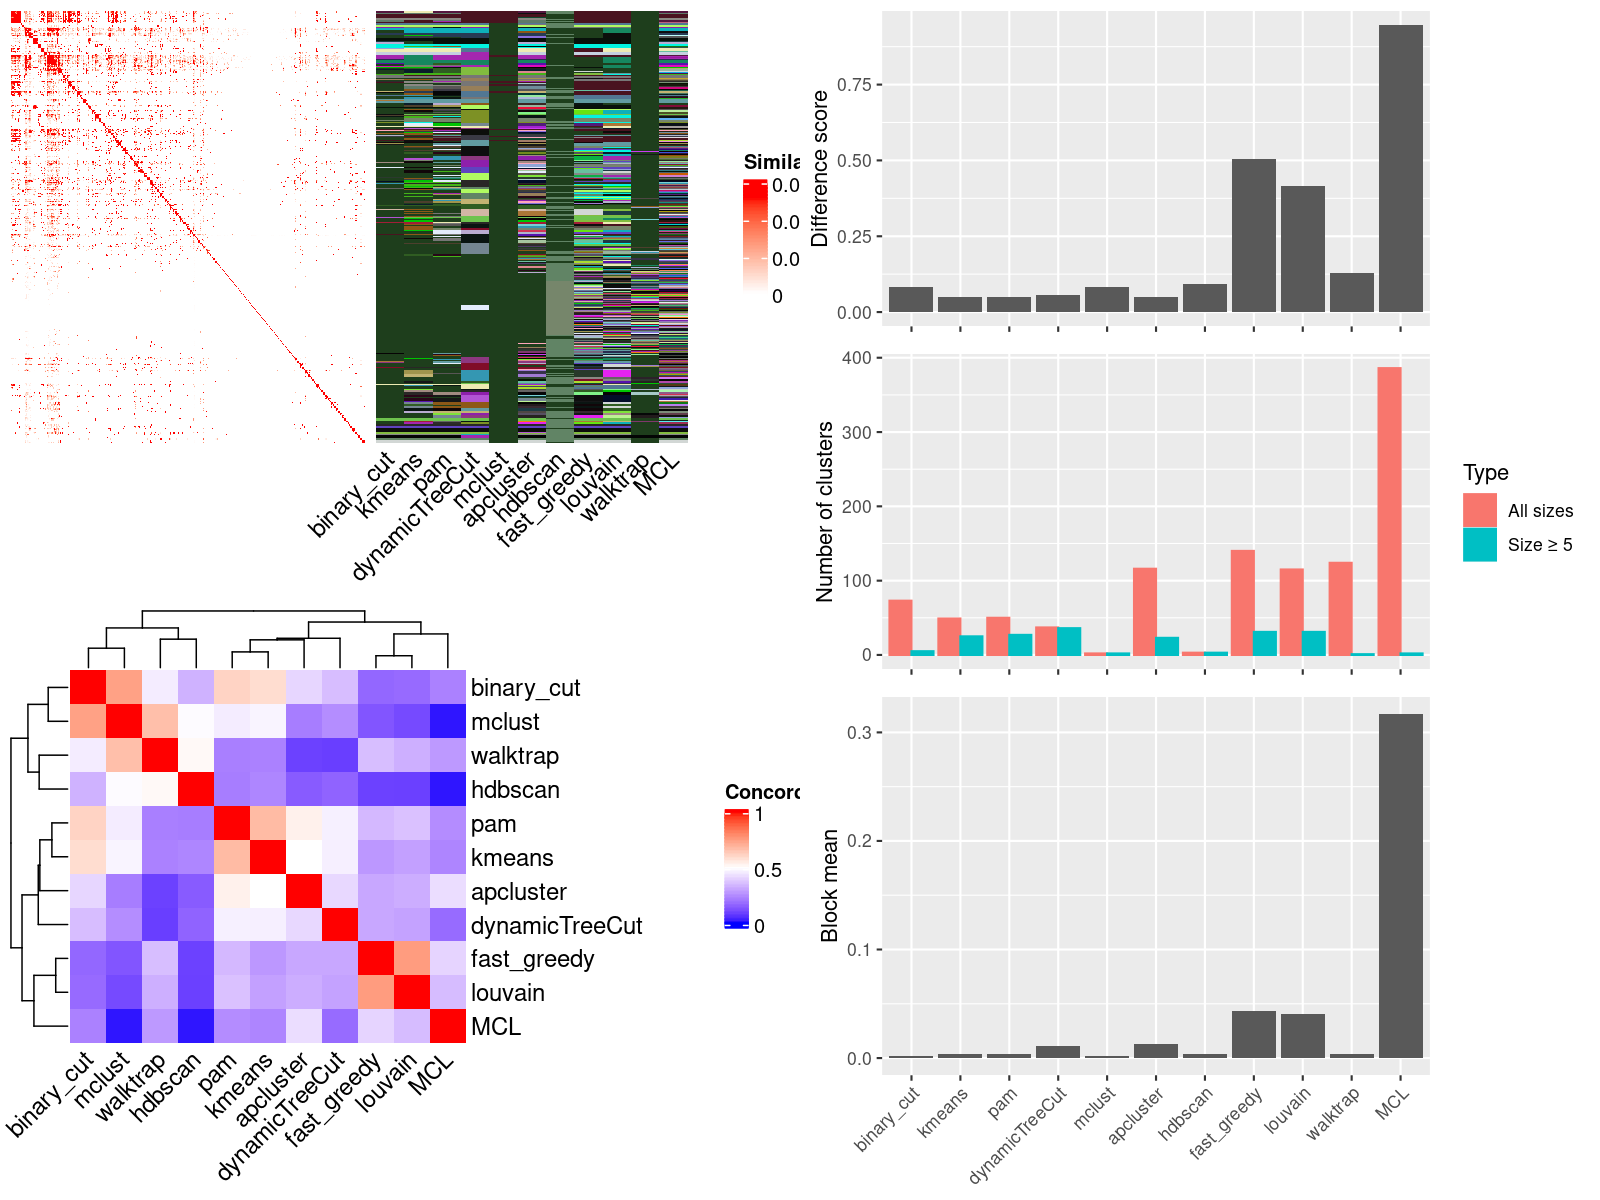 Simila
0.0
0.0
0.0
0
binary_cut
kmeans
pam
dynamicTreeCut
mclust
apcluster
hdbscan
fast_greedy
louvain
walktrap
MCL
binary_cut
mclust
walktrap
hdbscan
pam
kmeans
apcluster
dynamicTreeCut
fast_greedy
louvain
MCL
binary_cut
mclust
walktrap
hdbscan
pam
kmeans
apcluster
dynamicTreeCut
fast_greedy
louvain
MCL
Concord
1
0.5
0
Difference score
0.75
0.50
0.25
0.00
Number of clusters
400
300
200
100
0
Type
All sizes
Size ≥ 5
Block mean
0.3
0.2
0.1
0.0
binary_cut
kmeans
pam
dynamicTreeCut
mclust
apcluster
hdbscan
fast_greedy
louvain
walktrap
MCL